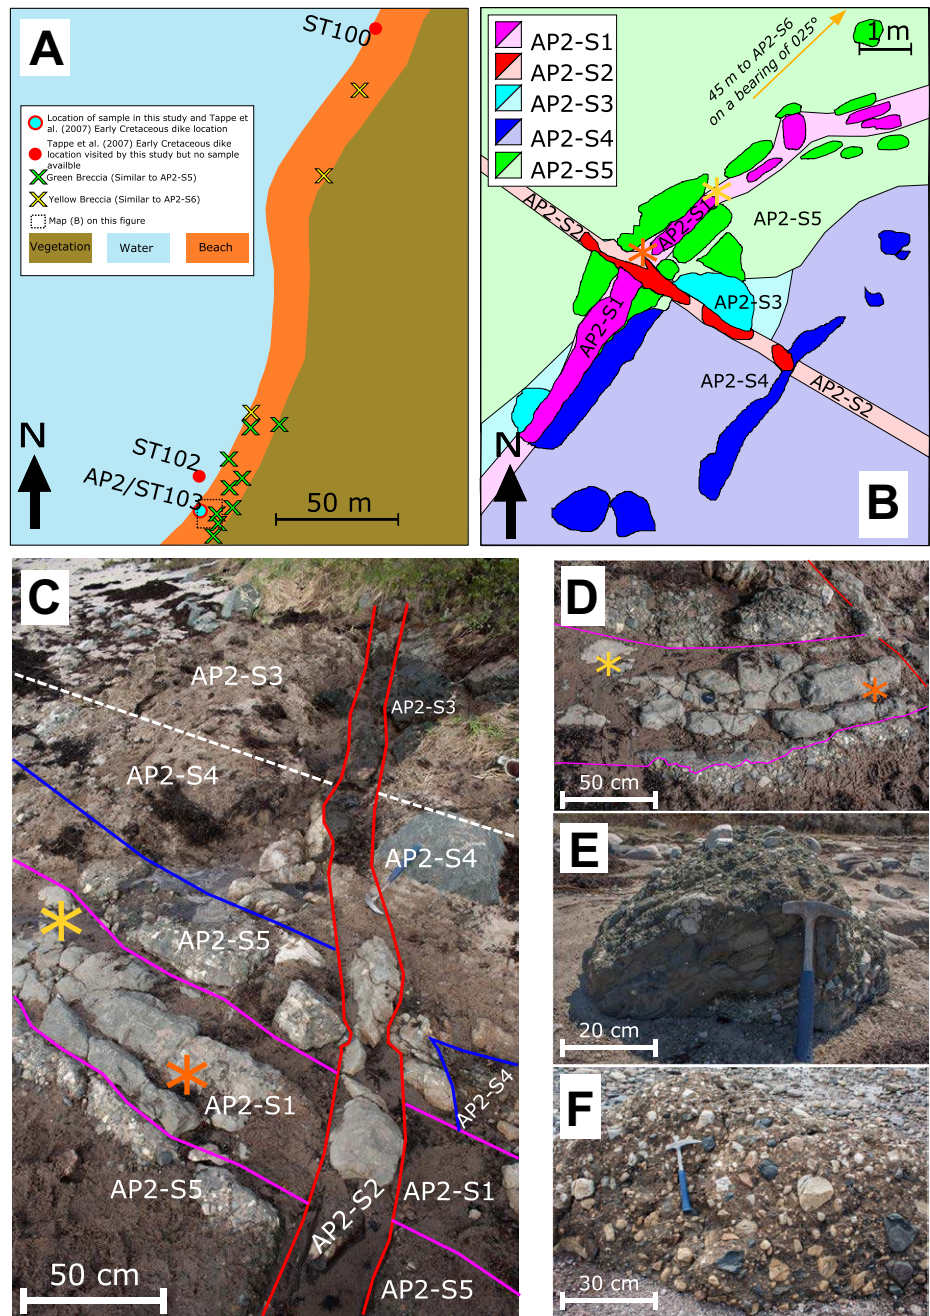 A
ST100
Location of sample in this study and Tappe et
al. (2007) Early Cretaceous dike location
Tappe et al. (2007) Early Cretaceous dike
location visited by this study but no sample
availble
Green Breccia (Similar to AP2-S5)
Yellow Breccia (Similar to AP2-S6)
Map (B) on this figure
Vegetation
Water
Beach
N
ST102
AP2/ST103
50 m
AP2-S1
AP2-S2
AP2-S3
AP2-S4
AP2-S5
45 m to AP2-S6
on a bearing of 025°
1 m
AP2-S2
AP2-S1
AP2-S5
AP2-S3
AP2-S1
AP2-S4
AP2-S2
N
B
C
AP2-S3
AP2-S3
AP2-S4
AP2-S4
AP2-S5
AP2-S4
AP2-S1
AP2-S5
AP2-S2
AP2-S1
AP2-S5
50 cm
D
50 cm
E
20 cm
F
30 cm